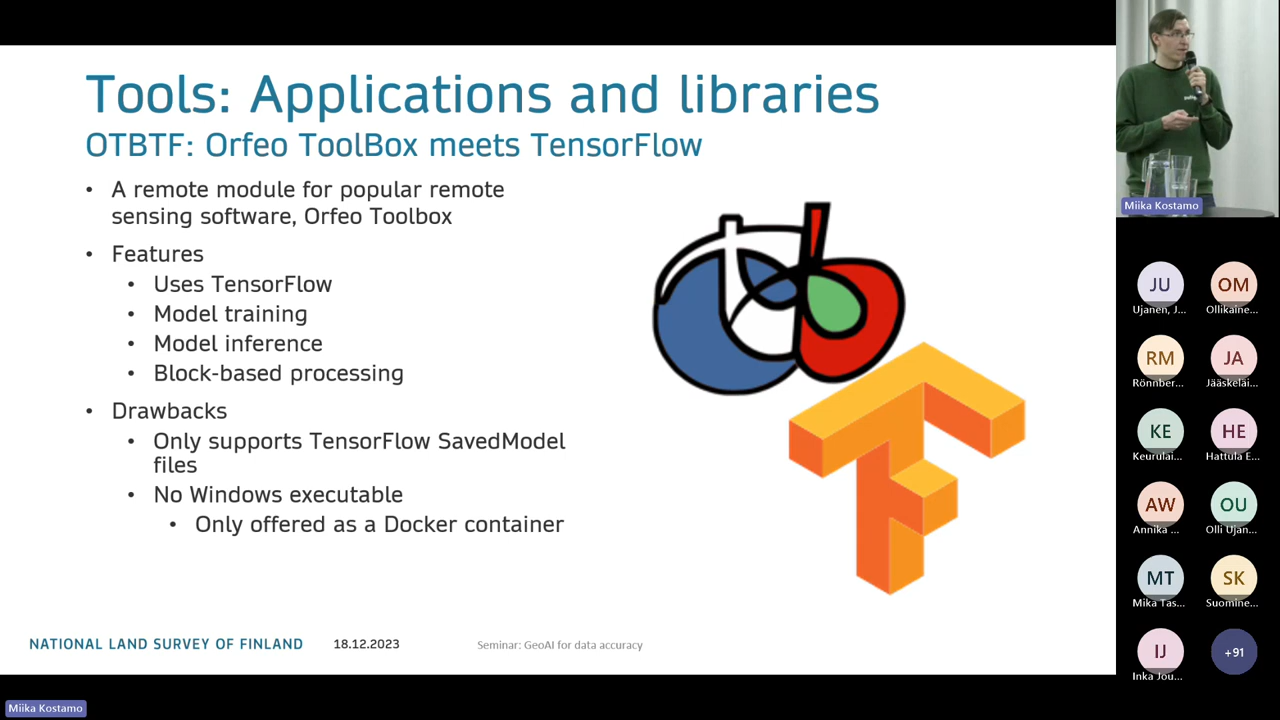 Tools: Applications and libraries
OTBTF: Orfeo ToolBox meets TensorFlow
• A remote module for popular remote
sensing software, Orfeo Toolbox
• Features
• Uses TensorFlow
• Model training
• Model inference
• Block-based processing
• Drawbacks
• Only supports TensorFlow SavedModel
files
• No Windows executable
• Only offered as a Docker container
otb
NATIONAL LAND SURVEY OF FINLAND
18.12.2023
Seminar: GeoAI for data accuracy
Miika Kostamo
Miika Kostamo
JU
OM
Ujanen, J...
Ollikaine...
RM
JA
Rönnber...
Jääskeläi...
KE
HE
Keurulai...
Hattula E...
AW
OU
Annika ...
Olli Ujan...
MT
SK
Mika Tas...
Suomine...
IJ
+91
Inka Jou...